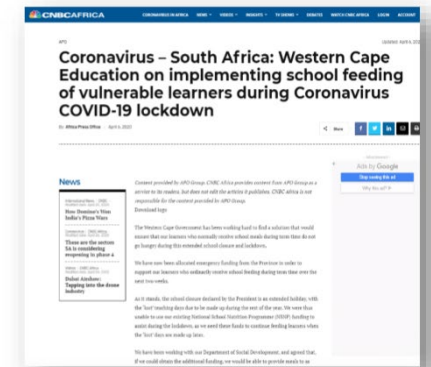 CNBCAFRICA
CORONAVIRUS IN AFRICA NEWS VIDEOS INSIGHTS TV SHOWS DEBATES WATCH CNBC AFRICA LOGIN ACCOUNT
APO
Updated: April 6, 202
Coronavirus – South Africa: Western Cape
Education on implementing school feeding
of vulnerable learners during Coronavirus
COVID-19 lockdown
By Africa Press Office - April 6, 2020
Share
News
International News
How Domino's Won
India's Pizza Wars
Coronavirus
These are the sectors
SA is considering
reopening in phase 4
Dubai Airshow:
Tapping into the drone
industry
Content provided by APO Group. CNBC Africa provides content from APO Group as a
service to its readers, but does not edit the articles it publishes. CNBC Africa is not
responsible for the content provided by APO Group.
Download logo
The Western Cape Government has been working hard to find a solution that would
ensure that our learners who normally receive school meals during term time do not
go hungry during this extended school closure and lockdown.
We have now been allocated emergency funding from the Province in order to
support our learners who ordinarily receive school feeding during term time over the
next two weeks.
As it stands, the school closure declared by the President is an extended holiday, with
the 'lost' teaching days due to be made up during the rest of the year. We were thus
unable to use our existing National School Nutrition Programme (NSNP) funding to
assist during the lockdown, as we need these funds to continue feeding learners when
the 'lost' days are made up later.
We have been working with our Department of Social Development, and agreed that,
if we could obtain the additional funding, we would be able to provide meals to as
Advertisement
Ads by Google
Stop seeing this ad
Why this ad?